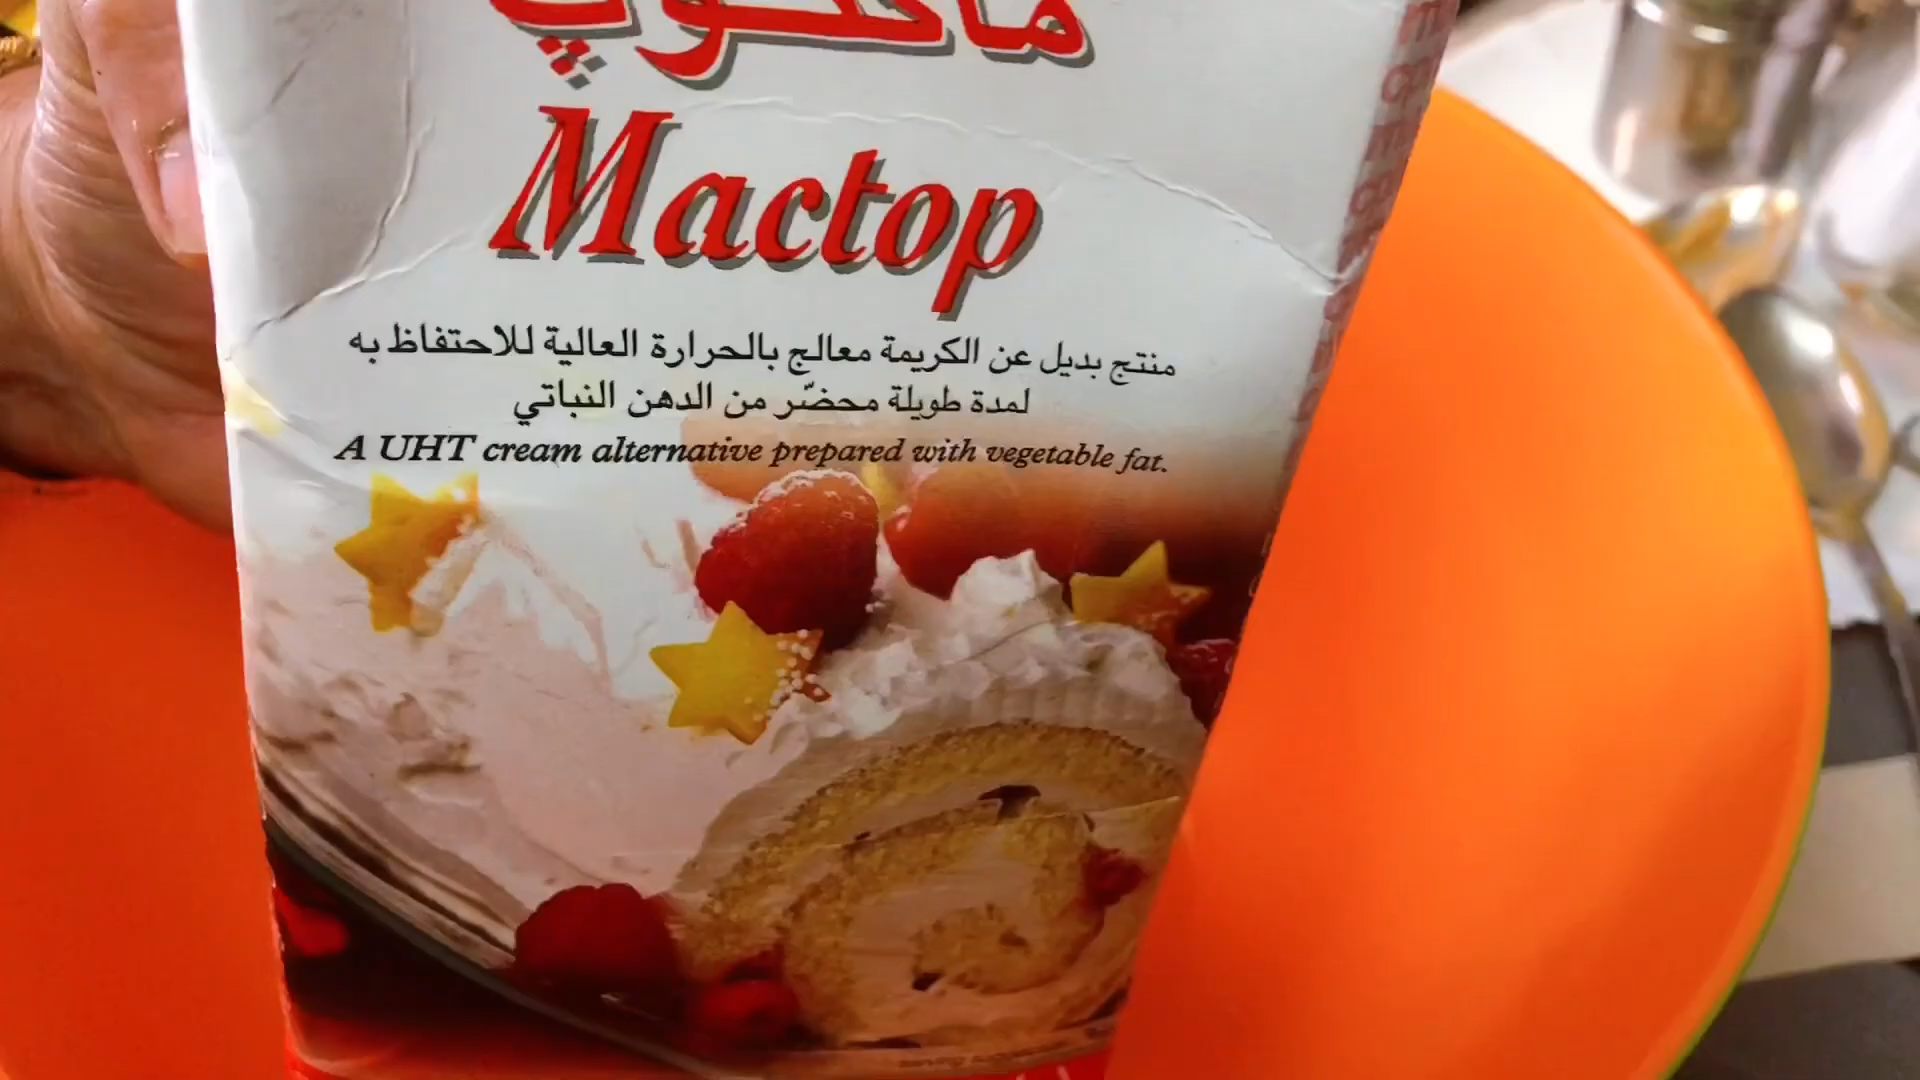 ماكتوب
Mactop
منتج بديل عن الكريمة معالج بالحرارة العالية للاحتفاظ به
لمدة طويلة محضّر من الدهن النباتي
A UHT cream alternative prepared with vegetable fat.